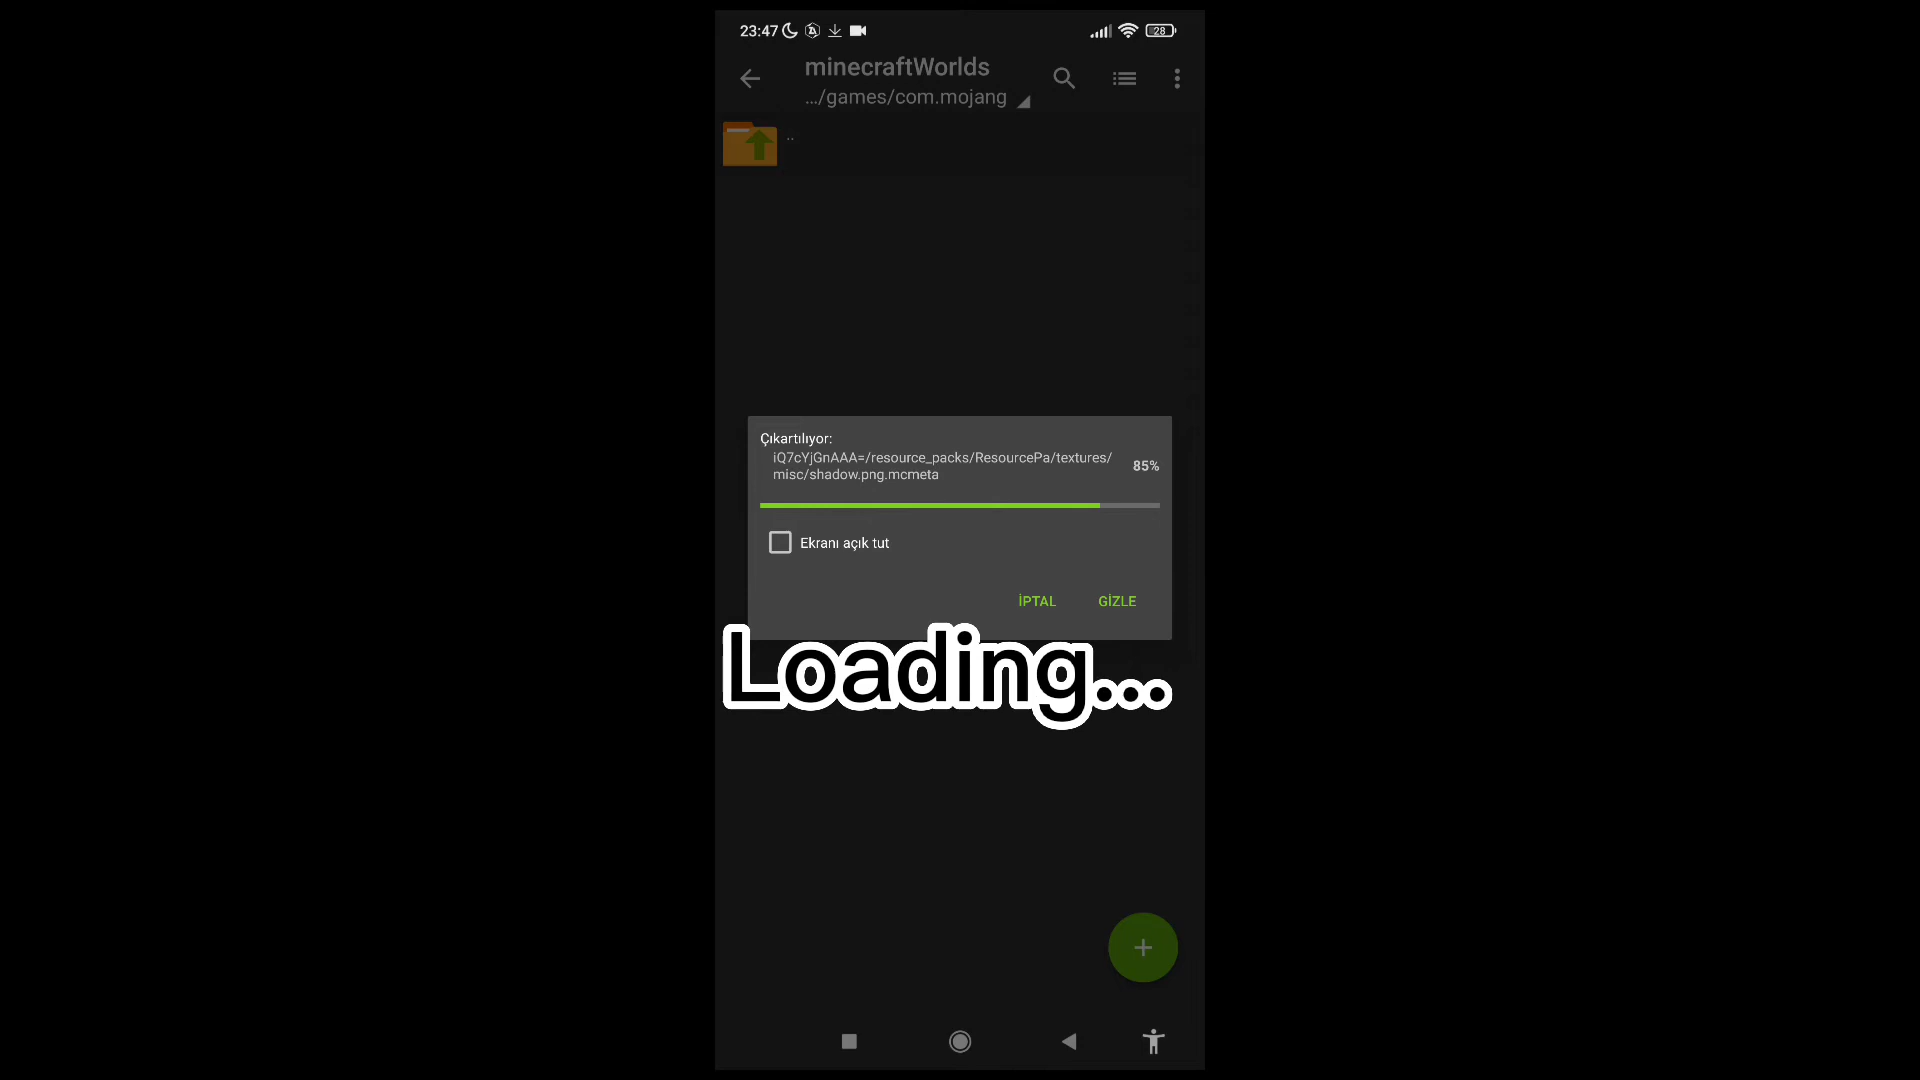 23:47
28
minecraftWorlds
.../games/com.mojang
..
Çıkartılıyor:
iQ7cYjGnAAA=/resource_packs/ResourcePa/textures/
misc/shadow.png.mcmeta
85%
Ekranı açık tut
İPTAL GİZLE
Loading...